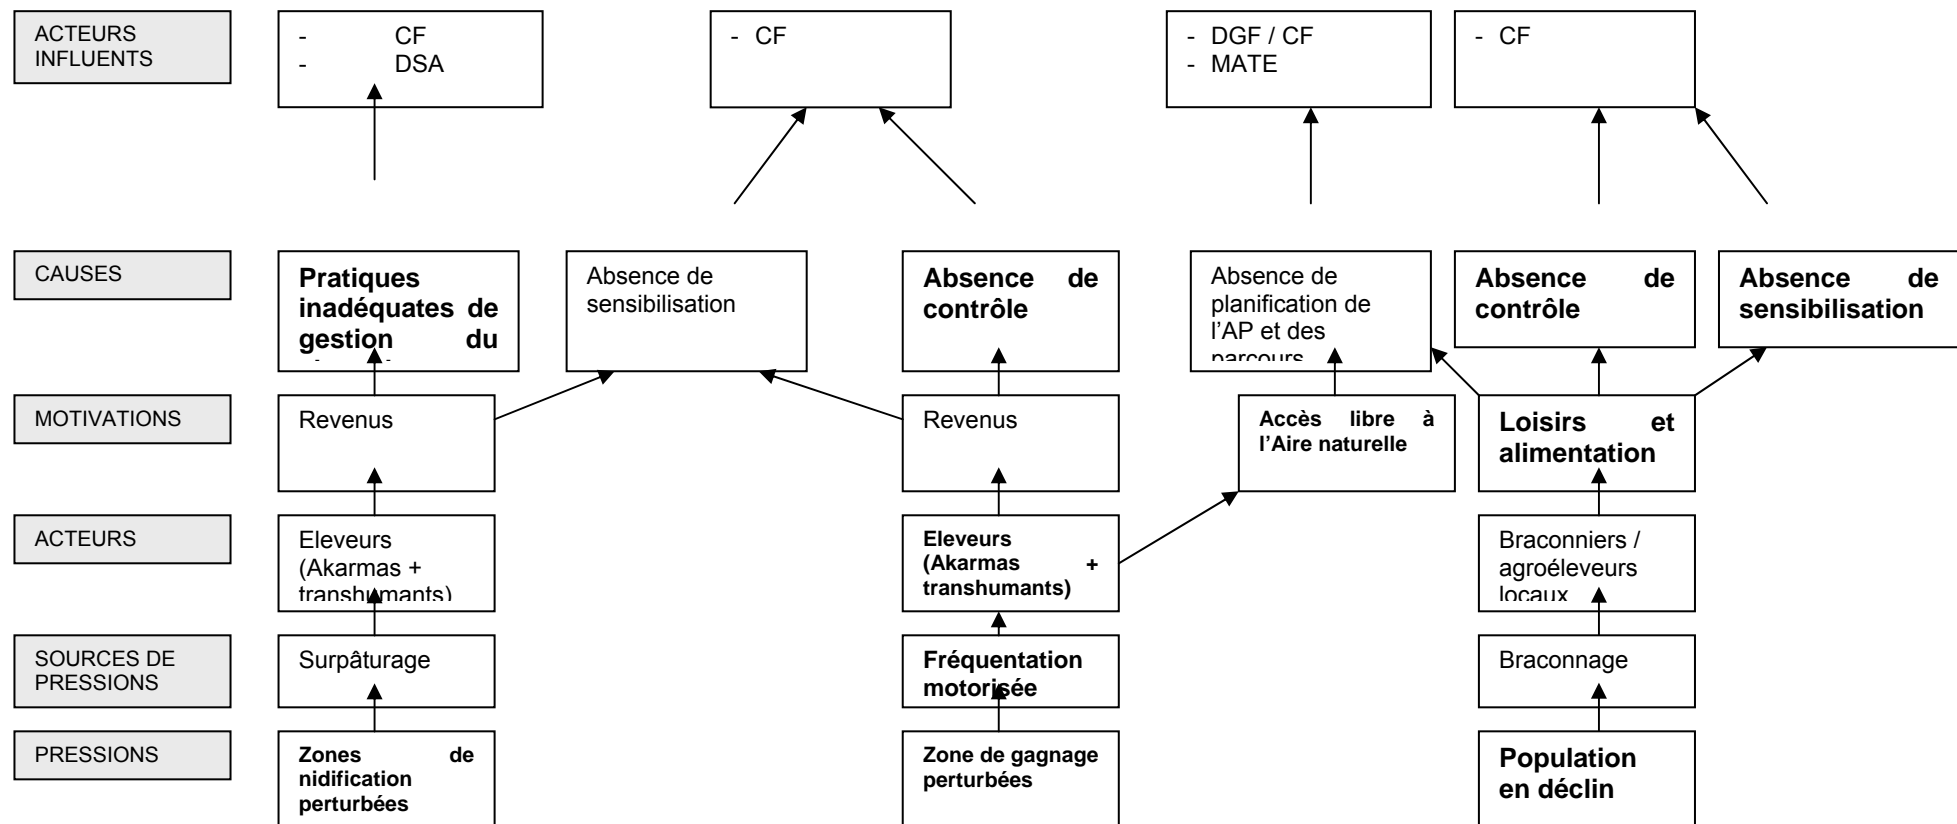 ACTEURS
INFLUENTS
- CF
- DSA
- CF
- DGF / CF
- MATE
- CF
CAUSES
Pratiques
inadéquates de
gestion du
Absence de
sensibilisation
Absence de
contrôle
Absence de
planification de
l'AP et des
parcours
Absence de
contrôle
Absence de
sensibilisation
MOTIVATIONS
Revenus
Revenus
Accès libre à
l'Aire naturelle
Loisirs et
alimentation
ACTEURS
Eleveurs
(Akarmas +
transhumants)
Eleveurs
(Akarmas +
transhumants)
Braconniers /
agroéleveurs
locaux
SOURCES DE
PRESSIONS
Surpâturage
Fréquentation
motorisée
Braconnage
PRESSIONS
Zones de
nidification
perturbées
Zone de gagnage
perturbées
Population
en déclin